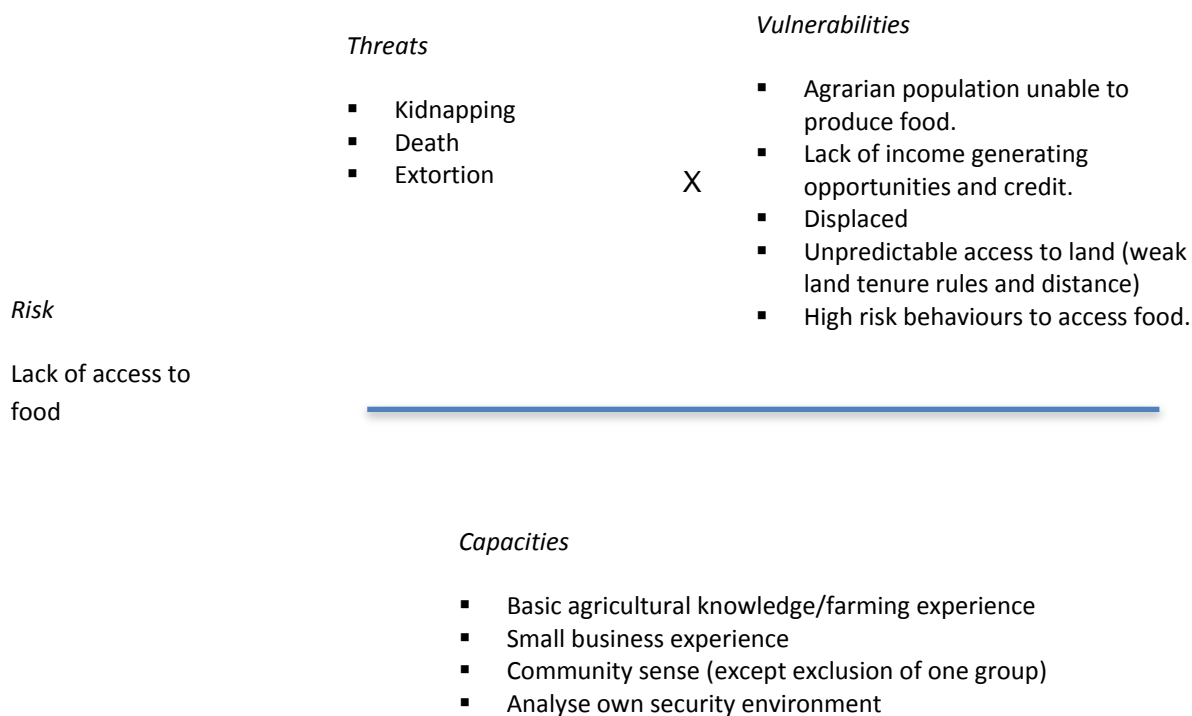 Threats
▪ Kidnapping
▪ Death
▪ Extortion
X
Vulnerabilities
▪ Agrarian population unable to
produce food.
▪ Lack of income generating
opportunities and credit.
▪ Displaced
▪ Unpredictable access to land (weak
land tenure rules and distance)
▪ High risk behaviours to access food.
Risk
Lack of access to
food
Capacities
▪ Basic agricultural knowledge/farming experience
▪ Small business experience
▪ Community sense (except exclusion of one group)
▪ Analyse own security environment